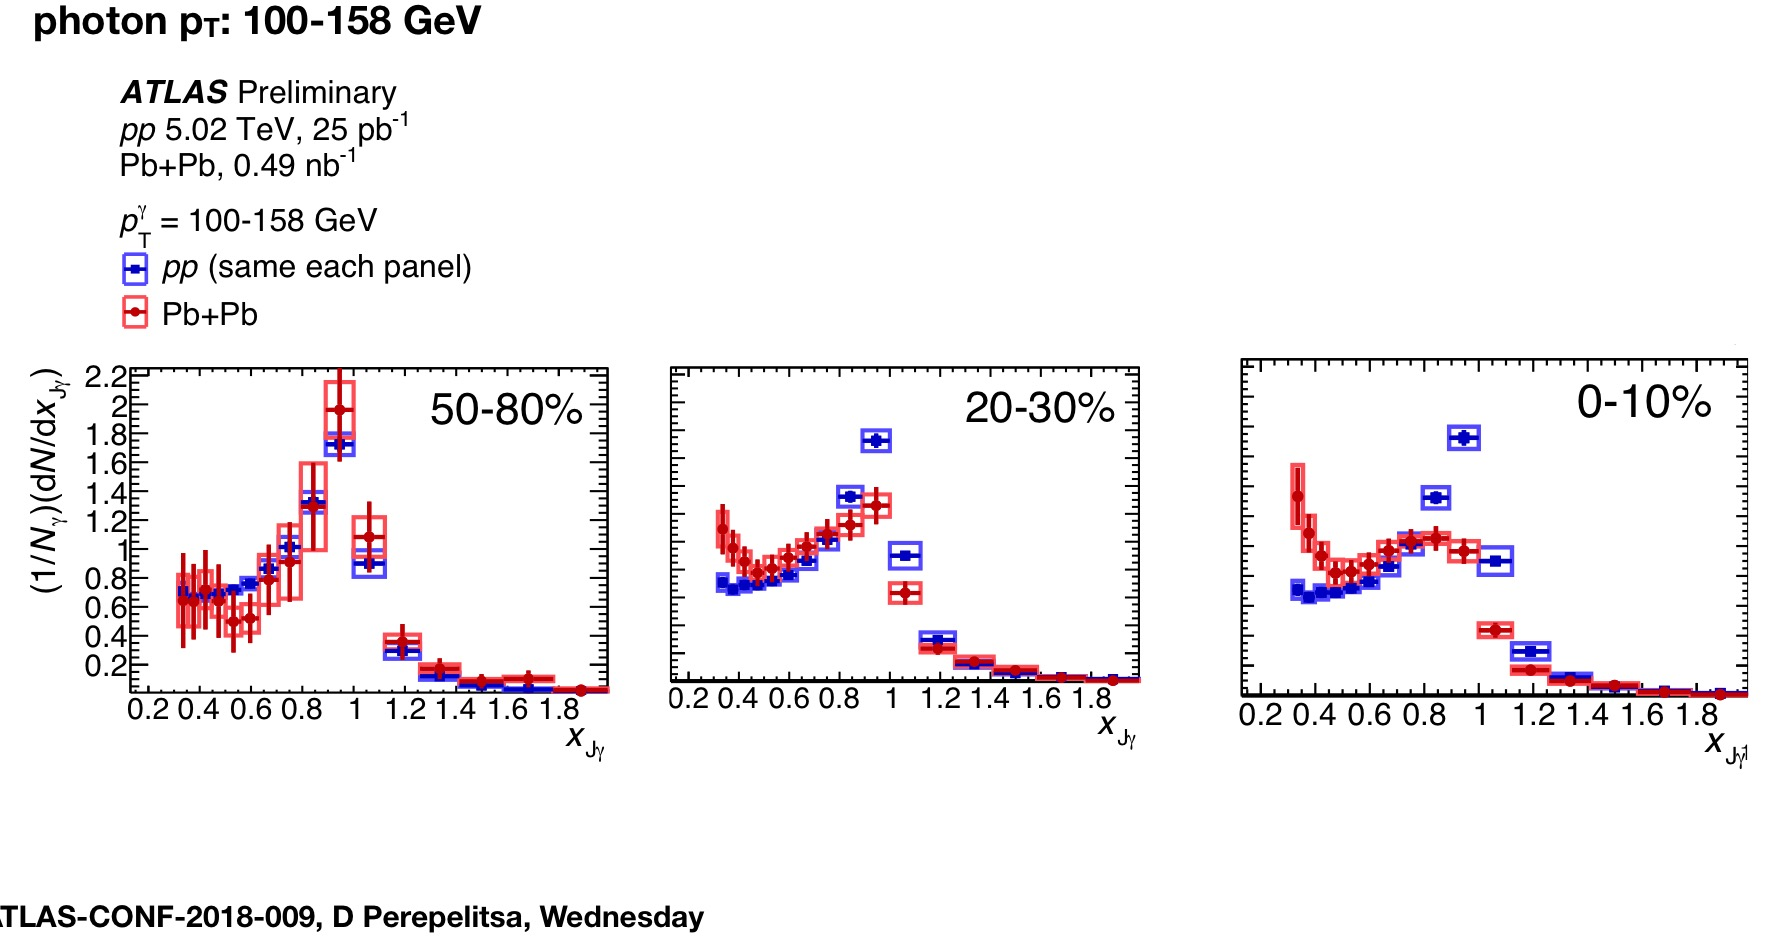 photon pT: 100-158 GeV
ATLAS Preliminary
pp 5.02 TeV, 25 pb-1
Pb+Pb, 0.49 nb-1
pTγ = 100-158 GeV
pp (same each panel)
Pb+Pb
(1/Nγ)(dN/dxJγ)
2.2
2
1.8
1.6
1.4
1.2
1
0.8
0.6
0.4
0.2
50-80%
0.2 0.4 0.6 0.8 1 1.2 1.4 1.6 1.8
xJγ
20-30%
0.2 0.4 0.6 0.8 1 1.2 1.4 1.6 1.8
xJγ
0-10%
0.2 0.4 0.6 0.8 1 1.2 1.4 1.6 1.8
xJγ
ATLAS-CONF-2018-009, D Perepelitsa, Wednesday